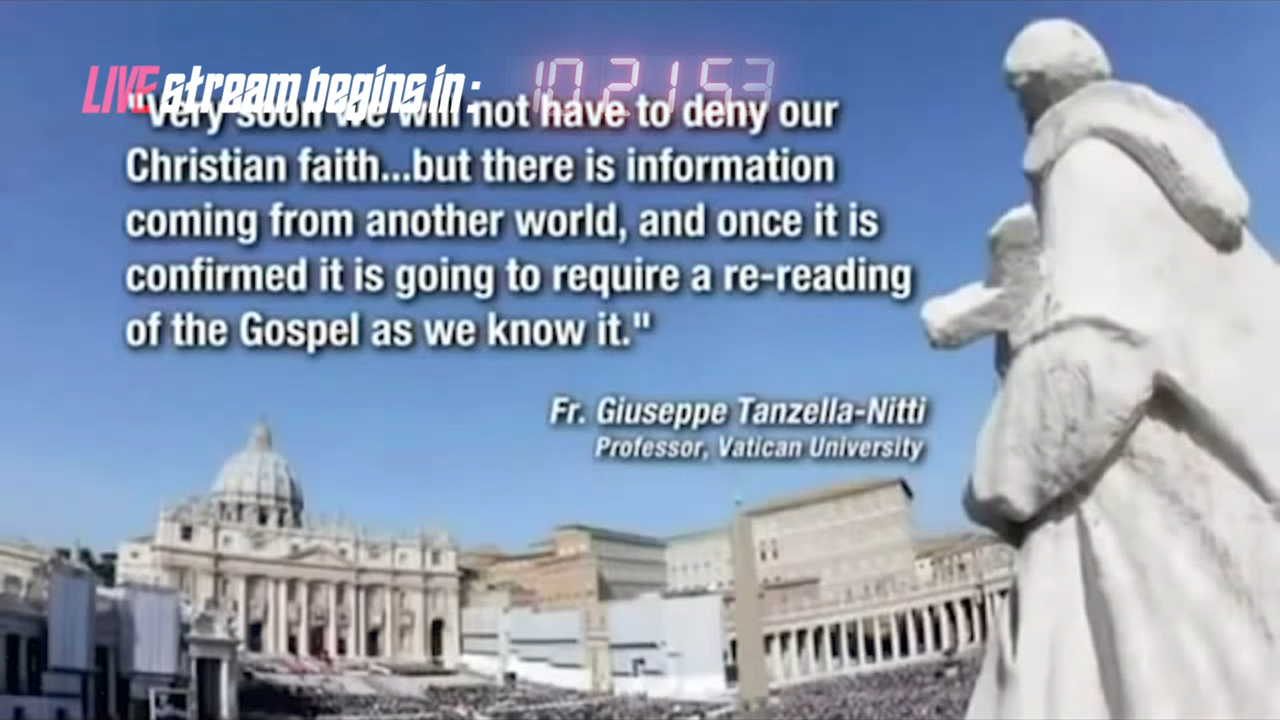 LIVE stream begins in: 10:21:53
"Very soon we will not have to deny our
Christian faith...but there is information
coming from another world, and once it is
confirmed it is going to require a re-reading
of the Gospel as we know it."
Fr. Giuseppe Tanzella-Nitti
Professor, Vatican University